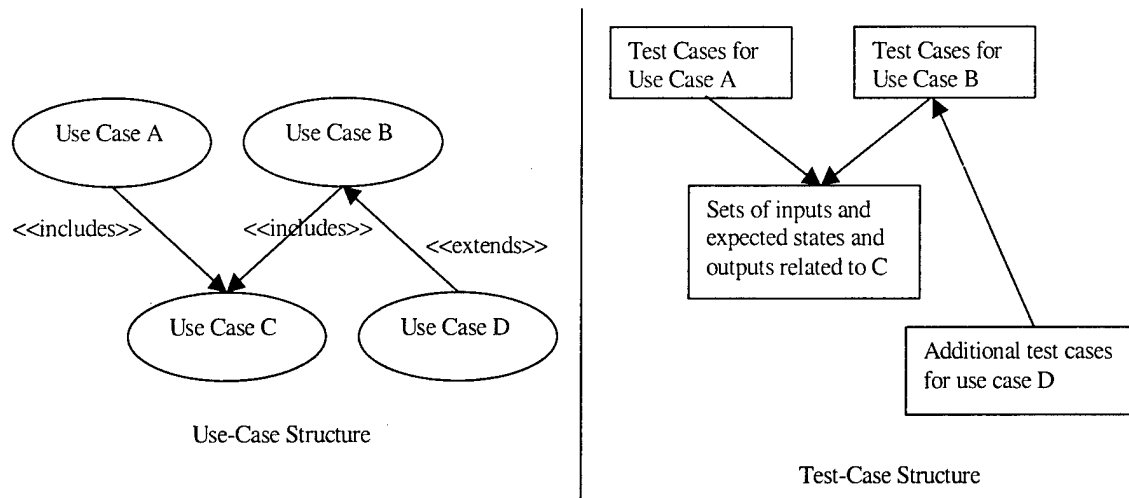 Use Case A
Use Case B
<<includes>>
<<includes>>
<<extends>>
Use Case C
Use Case D
Use-Case Structure
Test Cases for
Use Case A
Test Cases for
Use Case B
Sets of inputs and
expected states and
outputs related to C
Additional test cases
for use case D
Test-Case Structure